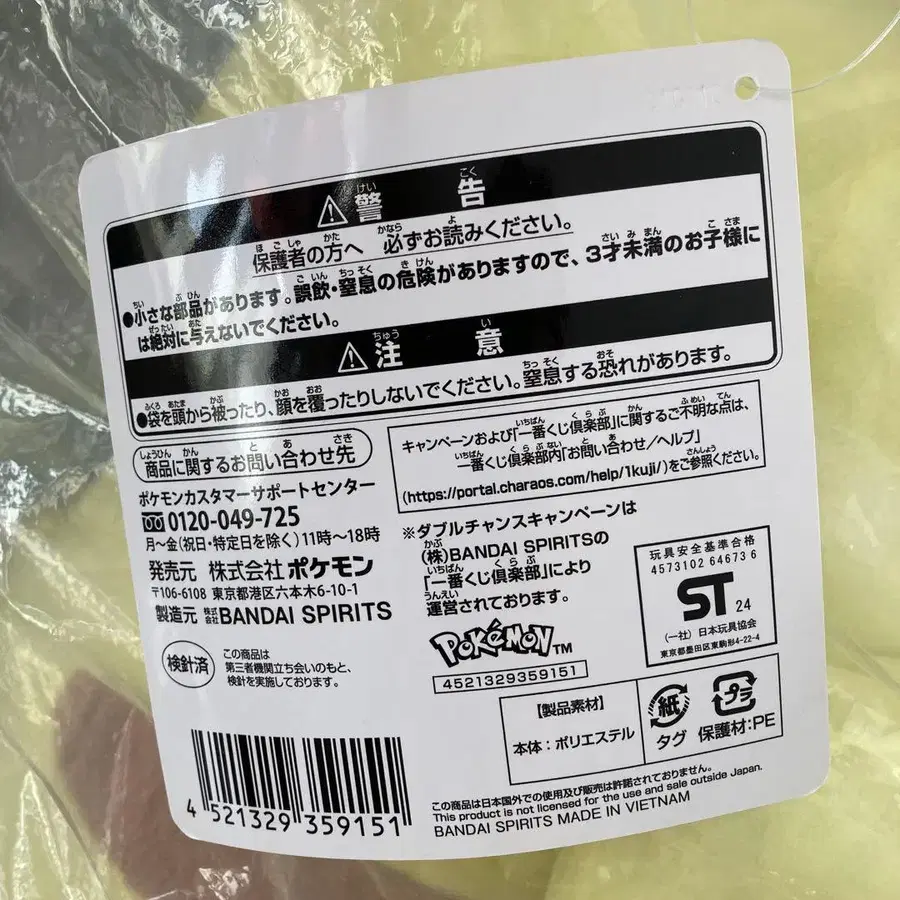 ⚠警告
保護者の方へ 必ずお読みください。
●小さな部品があります。誤飲・窒息の危険がありますので、3才未満のお子様に
は絶対に与えないでください。
⚠注意
●袋を頭から被ったり、顔を覆ったりしないでください。窒息する恐れがあります。
商品に関するお問い合わせ先
ポケモンカスタマーサポートセンター
0120-049-725
月～金(祝日・特定日を除く)11時～18時
発売元 株式会社 ポケモン
〒106-6108 東京都港区六本木6-10-1
製造元 株式会社BANDAI SPIRITS
検針済
この商品は
第三者機関立ち会いのもと、
検針を実施しております。
キャンペーンおよび「一番くじ倶楽部」に関するご不明な点は、
一番くじ倶楽部内「お問い合わせ/ヘルプ」
(https://portal.charaos.com/help/1kuji/)をご参照ください。
※ダブルチャンスキャンペーンは
(株)BANDAI SPIRITSの
「一番くじ倶楽部」により
運営されております。
POKéMON™
4521329359151
玩具安全基準合格
4573102 64673 6
ST 24
(一社)日本玩具協会
東京都墨田区東駒形4-22-4
【製品素材】
本体：ポリエステル
紙
タグ
プラ
保護材：PE
4 521329 359151
この商品は日本国外での使用及び販売は許諾されておりません。
This product is not licensed for the use and sale outside Japan.
BANDAI SPIRITS MADE IN VIETNAM